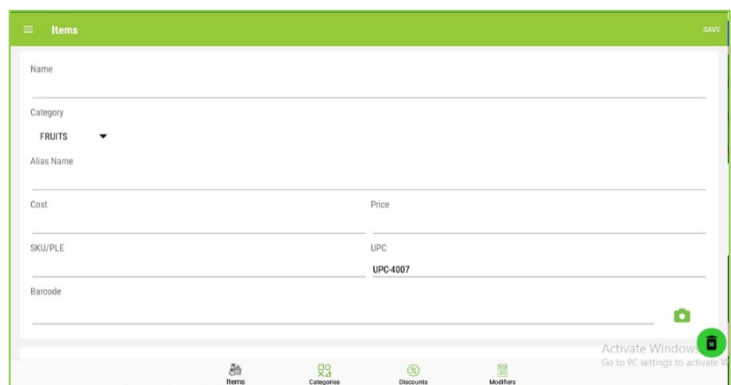 Items
SAVE
Name
Category
FRUITS
Alias Name
Cost
Price
SKU/PLE
UPC
UPC-4007
Barcode
Activate Windows
Go to PC settings to activate W
Items
Categories
Discounts
Modifiers